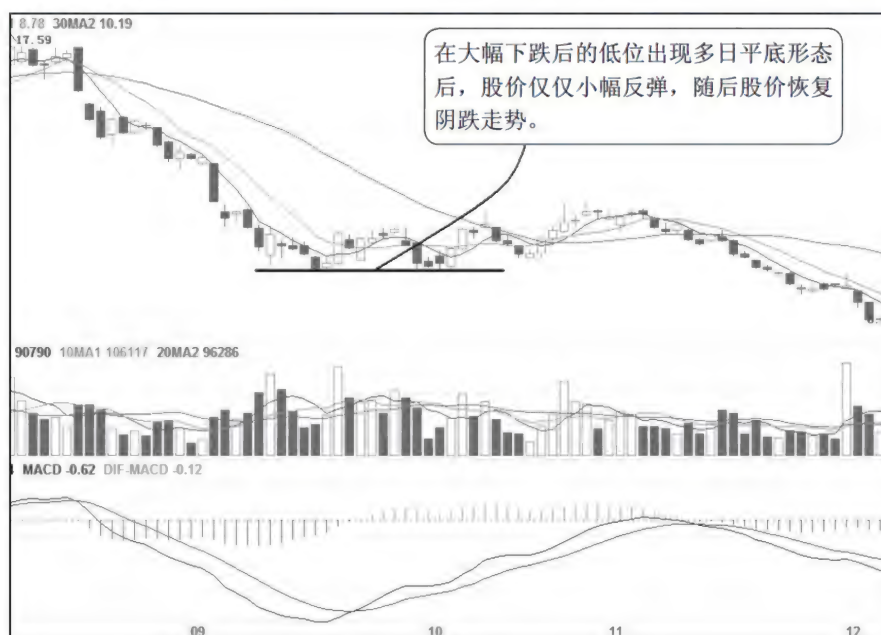 8.78 30MA2 10.19
17.59
在大幅下跌后的低位出现多日平底形态
后，股价仅仅小幅反弹，随后股价恢复
阴跌走势。
90790 10MA1 106117 20MA2 96286
MACD -0.62 DIF-MACD -0.12
09 10 11 12